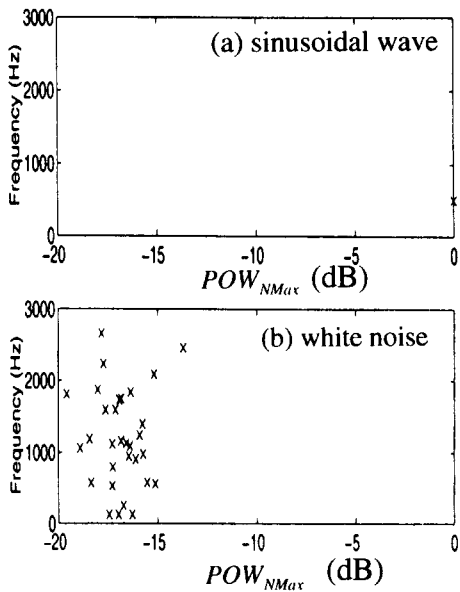 3000
(a) sinusoidal wave
2000
Frequency (Hz)
1000
0
-20 -15 -10 -5 0
POW_NMax (dB)
3000
(b) white noise
2000
Frequency (Hz)
1000
0
-20 -15 -10 -5 0
POW_NMax (dB)